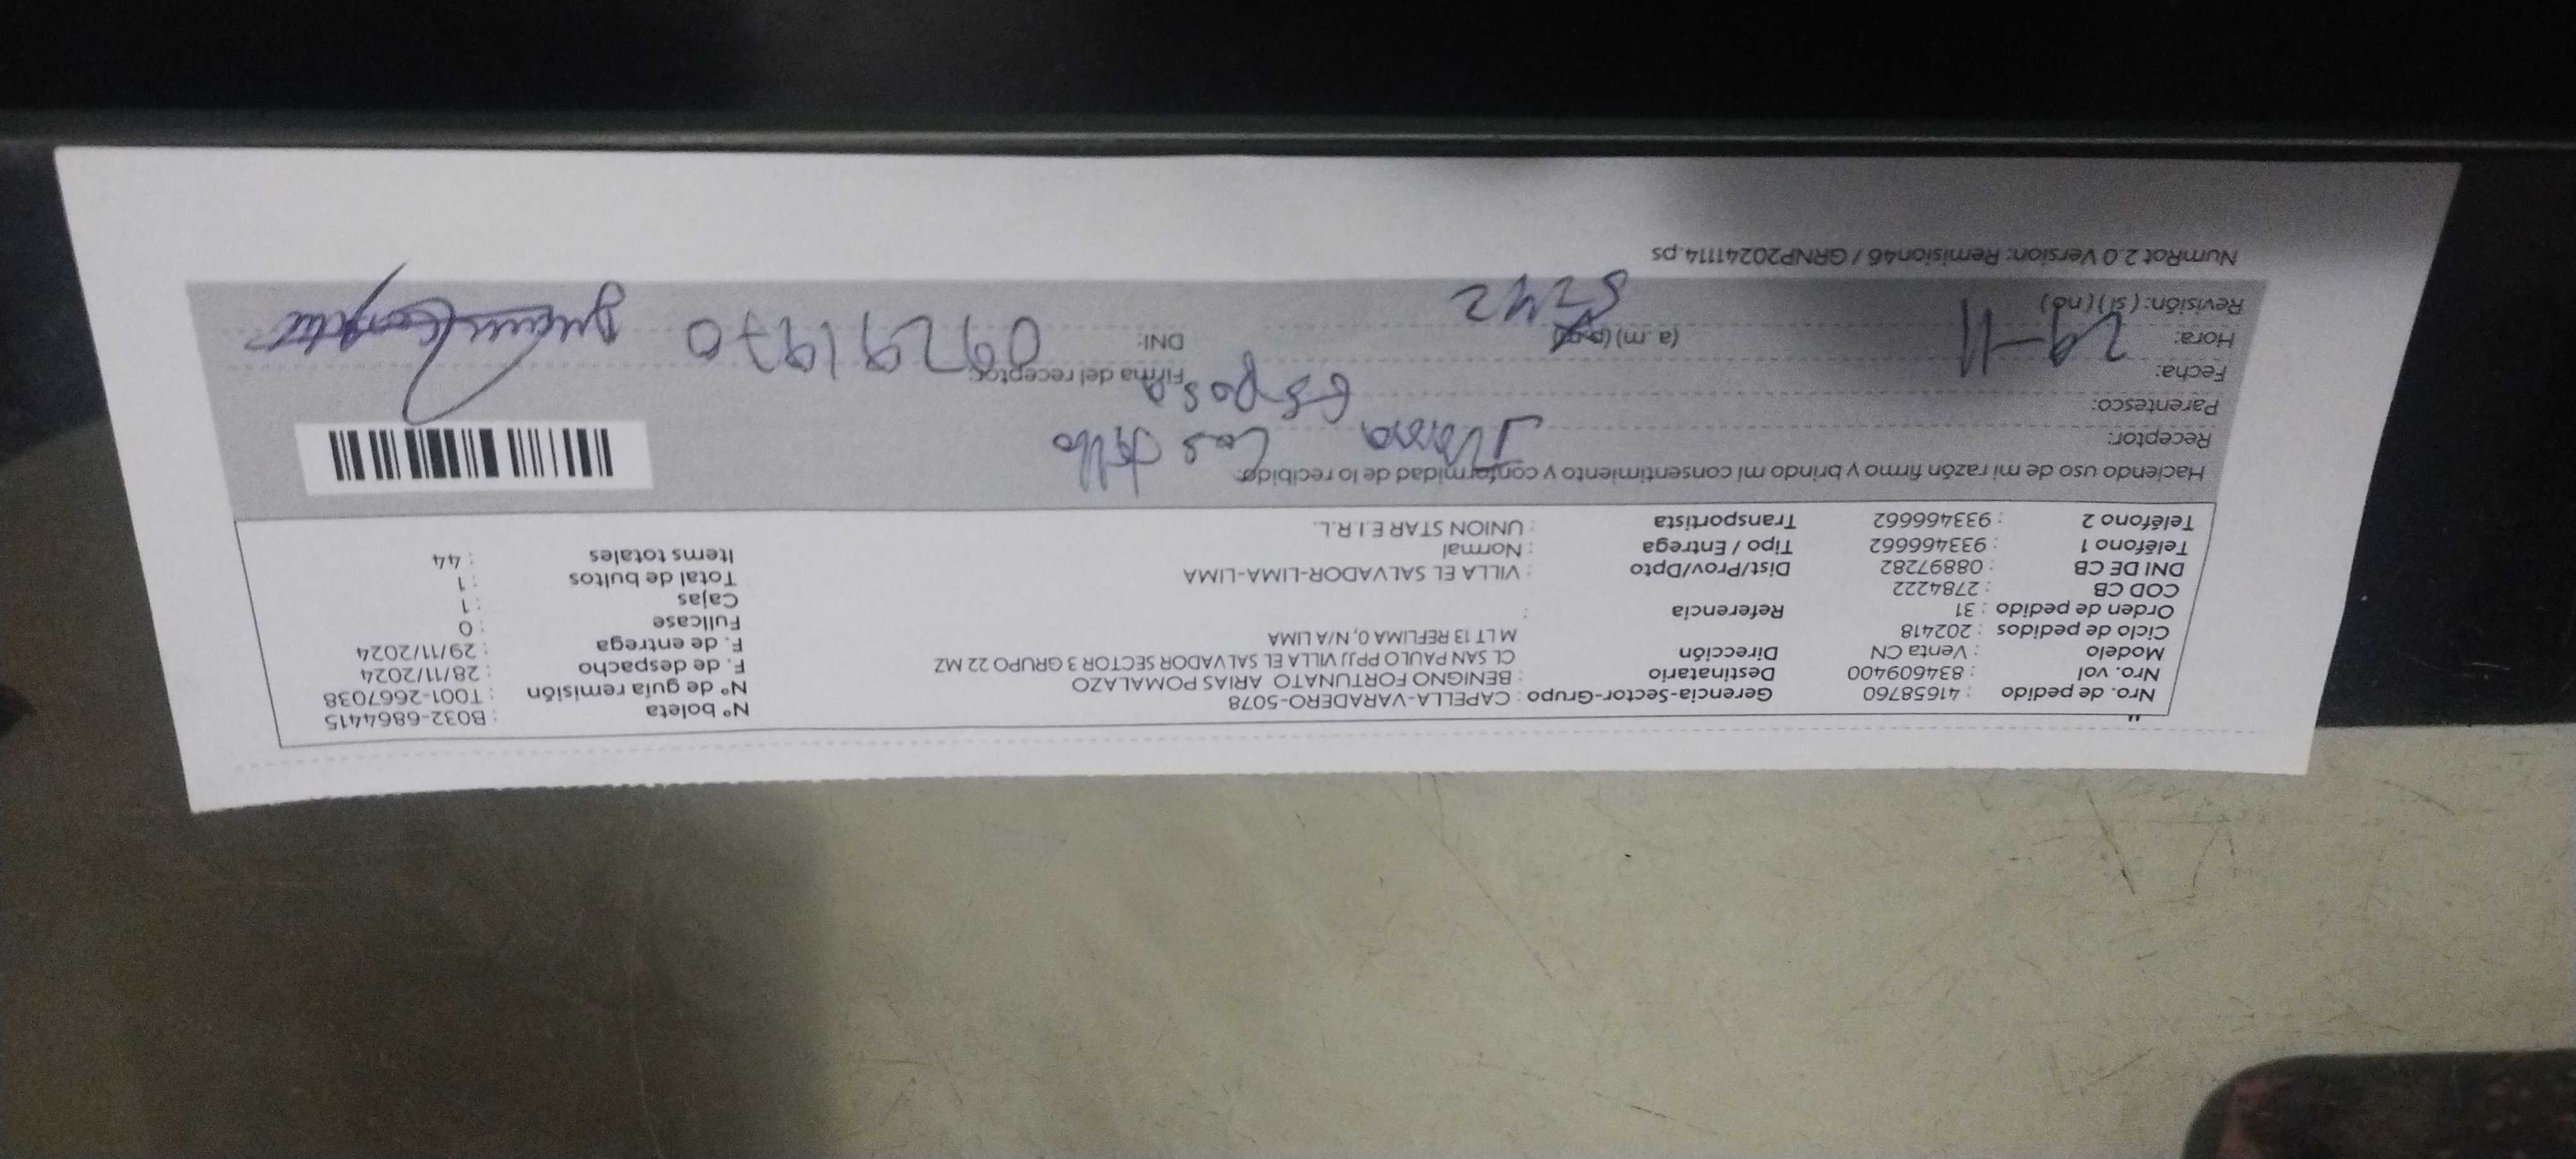 Nro. de pedido : 41658760 Gerencia-Sector-Grupo : CAPELLA-VARADERO-5078 N° boleta : B032-6864415
Nro. vol : 834609400 Destinatario : BENIGNO FORTUNATO ARIAS POMALAZO N° de guía remisión : T001-2667038
Modelo : Venta CN Dirección CL SAN PAULO PPJJ VILLA EL SALVADOR SECTOR 3 GRUPO 22 MZ F. de despacho : 28/11/2024
Ciclo de pedidos : 202418 M LT 13 REFLIMA 0, N/A LIMA F. de entrega : 29/11/2024
Orden de pedido : 31 Referencia : Fullcase : 0
COD CB : 2784222 Cajas : 1
DNI DE CB : 08897282 Dist/Prov/Dpto : VILLA EL SALVADOR-LIMA-LIMA Total de bultos : 1
Teléfono 1 : 933466662 Tipo / Entrega : Normal Items totales : 44
Teléfono 2 : 933466662 Transportista : UNION STAR E.I.R.L.
Haciendo uso de mi razón firmo y brindo mi consentimiento y conformidad de lo recibido.
Receptor:
Parentesco: Esposa
Fecha: 29-11 Firma del receptor:
Hora: (a.m) (p.m) DNI: 09291970
Revisión: (sí) (no) 5242
NumRot 2.0 Version: Remision46 / GRNP20241114.ps